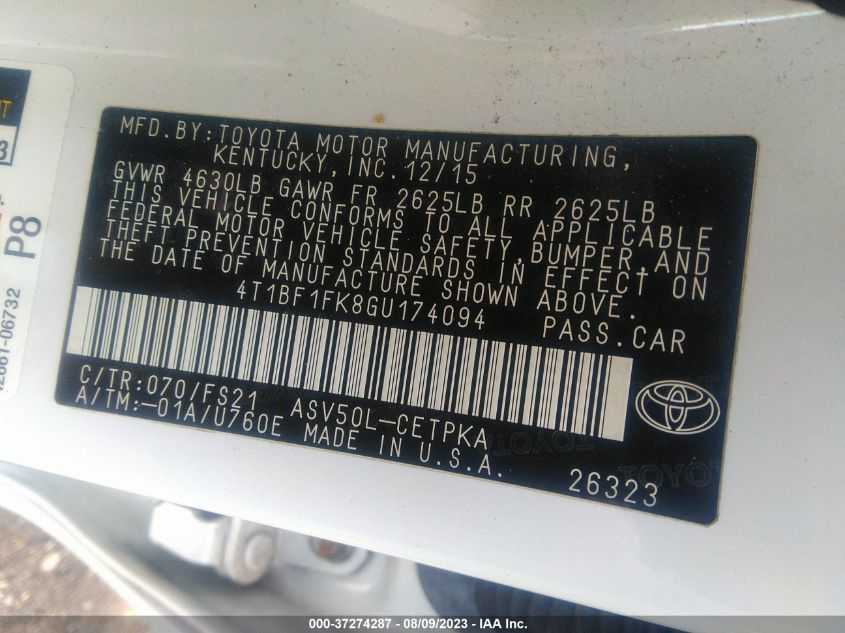 MFD.BY:TOYOTA MOTOR MANUFACTURING,
KENTUCKY, INC. 12/15
GVWR 4630LB GAWR FR 2625LB RR 2625LB
THIS VEHICLE CONFORMS TO ALL APPLICABLE
FEDERAL MOTOR VEHICLE SAFETY,BUMPER,AND
THEFT PREVENTION STANDARDS IN EFFECT ON
THE DATE OF MANUFACTURE SHOWN ABOVE.
4T1BF1FK8GU174094 PASS.CAR
C/TR:070/FS21 ASV50L-CETPKA
A/TM:-01A/U760E MADE IN U.S.A.
26323
P8
06732
TOYOTA
TOYOTA
000-37274287 - 08/09/2023 - IAA Inc.